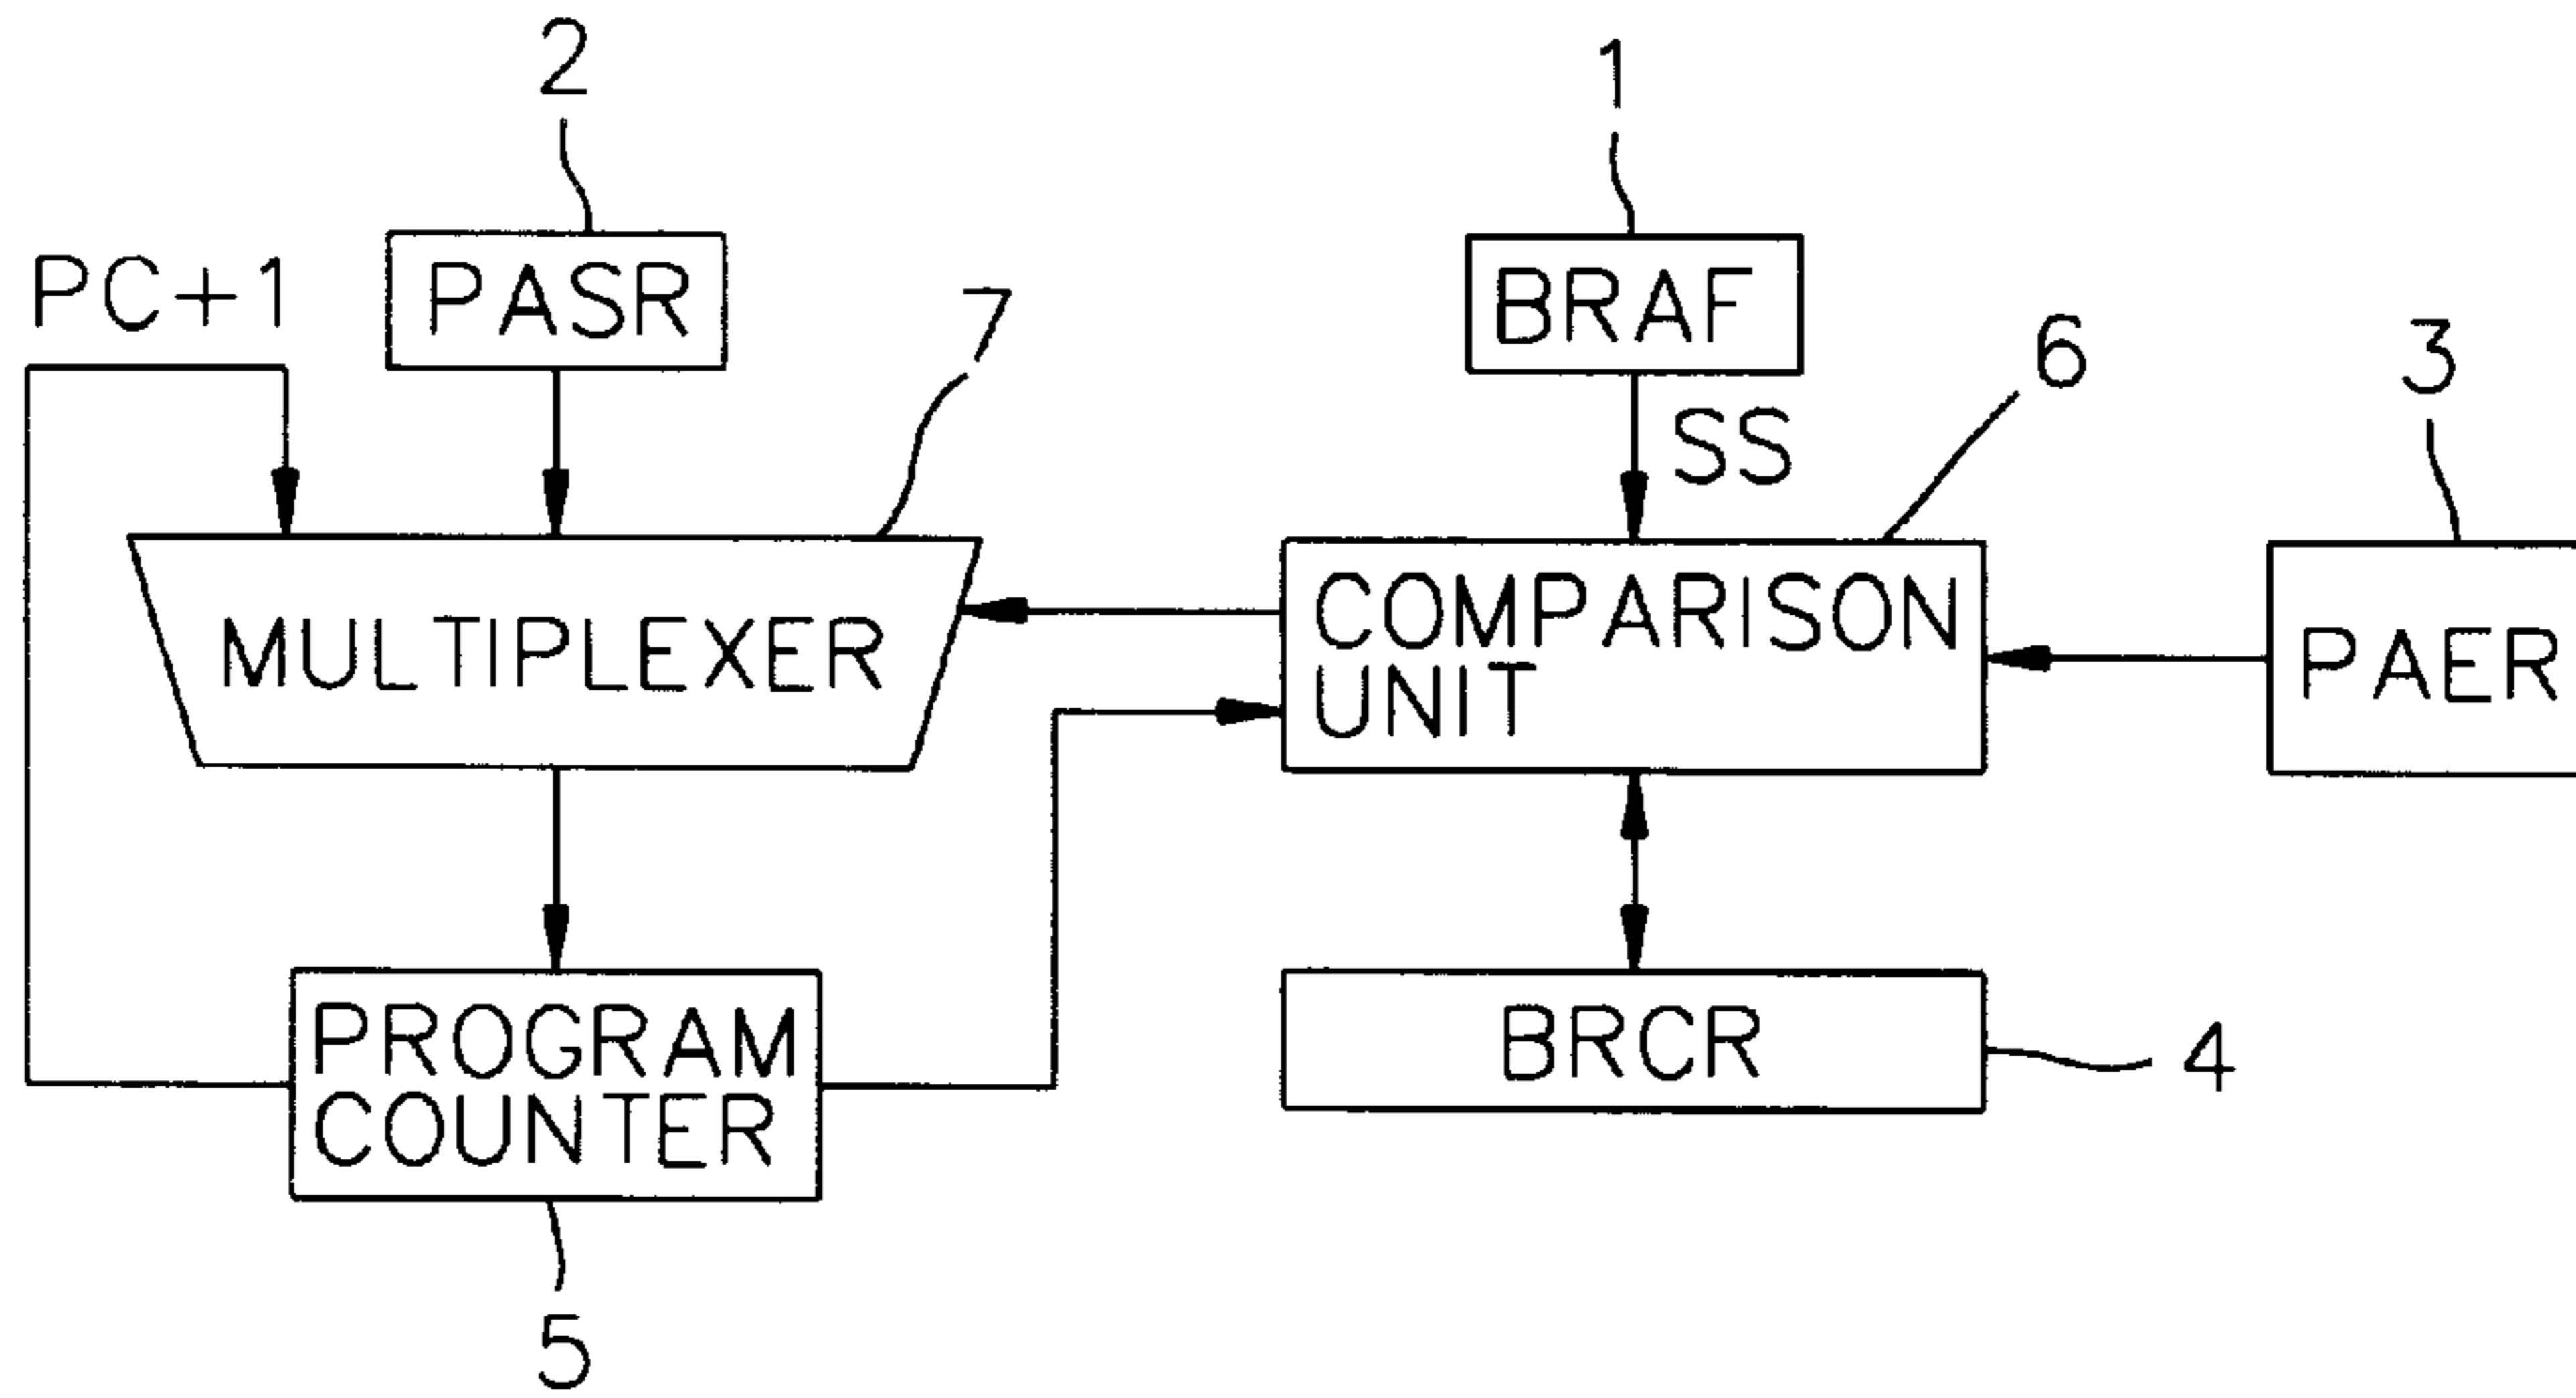 2
1
PC+1
PASR
7
BRAF
6
3
SS
MULTIPLEXER
COMPARISON
UNIT
PAER
PROGRAM
COUNTER
BRCR
4
5